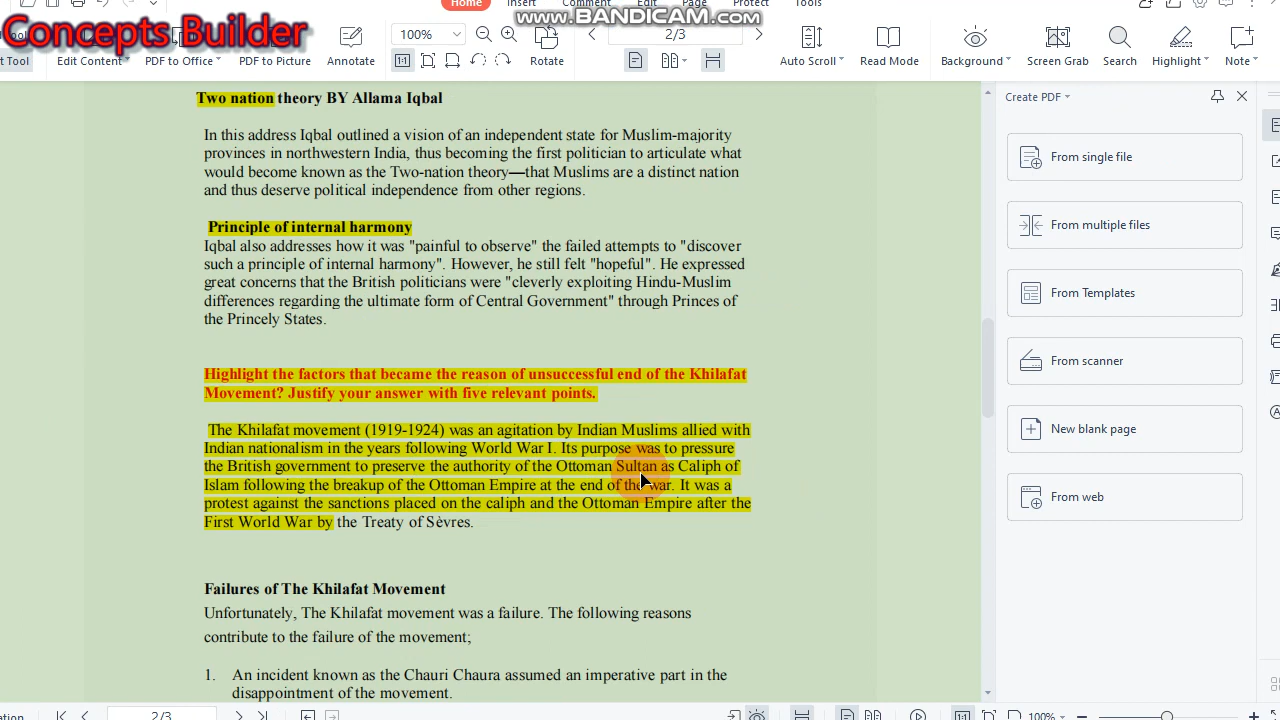 Home Insert Comment Edit Page Protect Tools
www.BANDICAM.com
Concepts Builder
100%
2/3
t Tool Edit Content PDF to Office PDF to Picture Annotate Rotate Auto Scroll Read Mode Background Screen Grab Search Highlight Note
Two nation theory BY Allama Iqbal
In this address Iqbal outlined a vision of an independent state for Muslim-majority
provinces in northwestern India, thus becoming the first politician to articulate what
would become known as the Two-nation theory—that Muslims are a distinct nation
and thus deserve political independence from other regions.
Principle of internal harmony
Iqbal also addresses how it was "painful to observe" the failed attempts to "discover
such a principle of internal harmony". However, he still felt "hopeful". He expressed
great concerns that the British politicians were "cleverly exploiting Hindu-Muslim
differences regarding the ultimate form of Central Government" through Princes of
the Princely States.
Highlight the factors that became the reason of unsuccessful end of the Khilafat
Movement? Justify your answer with five relevant points.
The Khilafat movement (1919-1924) was an agitation by Indian Muslims allied with
Indian nationalism in the years following World War I. Its purpose was to pressure
the British government to preserve the authority of the Ottoman Sultan as Caliph of
Islam following the breakup of the Ottoman Empire at the end of the war. It was a
protest against the sanctions placed on the caliph and the Ottoman Empire after the
First World War by the Treaty of Sèvres.
Failures of The Khilafat Movement
Unfortunately, The Khilafat movement was a failure. The following reasons
contribute to the failure of the movement;
1. An incident known as the Chauri Chaura assumed an imperative part in the
disappointment of the movement.
Create PDF
From single file
From multiple files
From Templates
From scanner
New blank page
From web
ation 2/3 100%